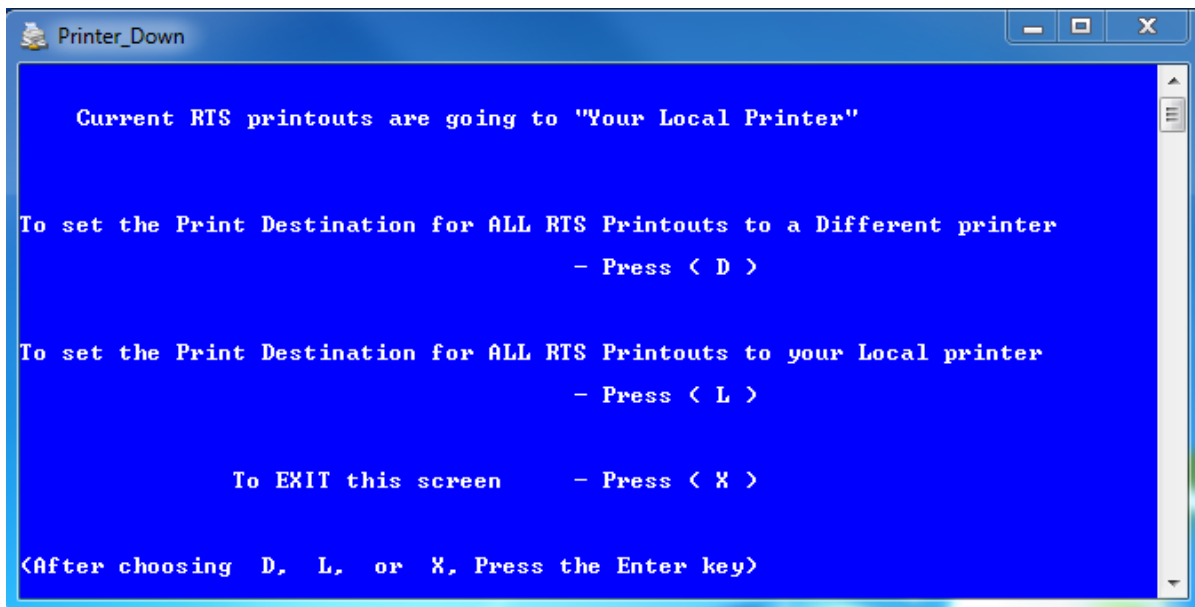 Printer_Down
Current RTS printouts are going to "Your Local Printer"
To set the Print Destination for ALL RTS Printouts to a Different printer
- Press ( D )
To set the Print Destination for ALL RTS Printouts to your Local printer
- Press ( L )
To EXIT this screen - Press ( X )
(After choosing D, L, or X, Press the Enter key)